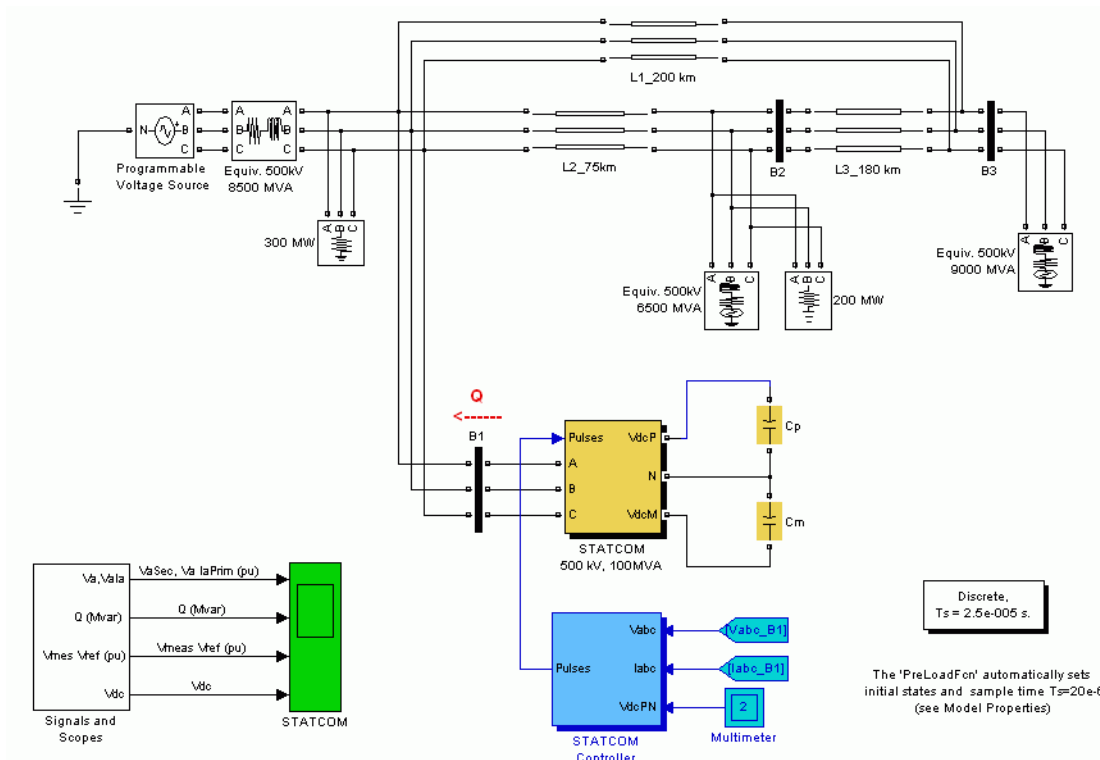 L1_200 km
A A A
N B B B
C C C
Programmable
Voltage Source
Equiv. 500kV
8500 MVA
L2_75km
B2
L3_180 km
B3
A B C
300 MW
A B C
Equiv. 500kV
6500 MVA
A B C
200 MW
A B C
Equiv. 500kV
9000 MVA
Q
B1
Pulses VdcP
A
B N
C VdcM
Cp
Cm
STATCOM
500 kV, 100MVA
Va,VaIa
VaSec, Va IaPrim (pu)
Q (Mvar)
Q (Mvar)
Vmes Vref (pu)
Vmeas Vref (pu)
Vdc
Vdc
Signals and
Scopes
STATCOM
Vabc
[Vabc_B1]
Pulses
Iabc
[Iabc_B1]
VdcPN
2
STATCOM
Controller
Multimeter
Discrete,
Ts = 2.5e-005 s.
The 'PreLoadFcn' automatically sets
initial states and sample time Ts=20e-6
(see Model Properties)